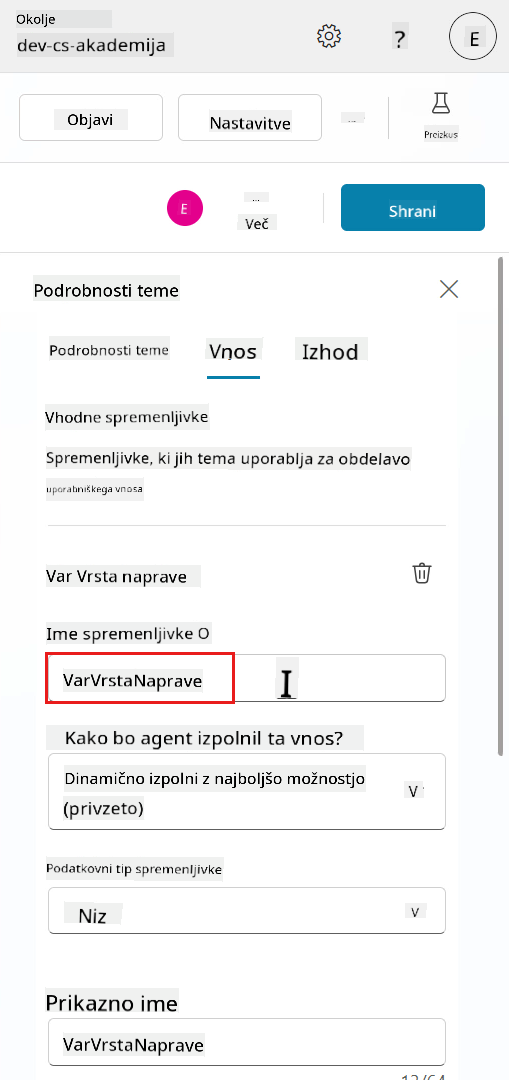 Okolje
dev-cs-akademija
?
E
Objavi
Nastavitve
...
Preizkus
E
...
Več
Shrani
Podrobnosti teme
Podrobnosti teme
Vnos
Izhod
Vhodne spremenljivke
Spremenljivke, ki jih tema uporablja za obdelavo
uporabniškega vnosa
Var Vrsta naprave
Ime spremenljivke O
VarVrstaNaprave
Kako bo agent izpolnil ta vnos?
Dinamično izpolni z najboljšo možnostjo
(privzeto)
V
Podatkovni tip spremenljivke
Niz
V
Prikazno ime
VarVrstaNaprave